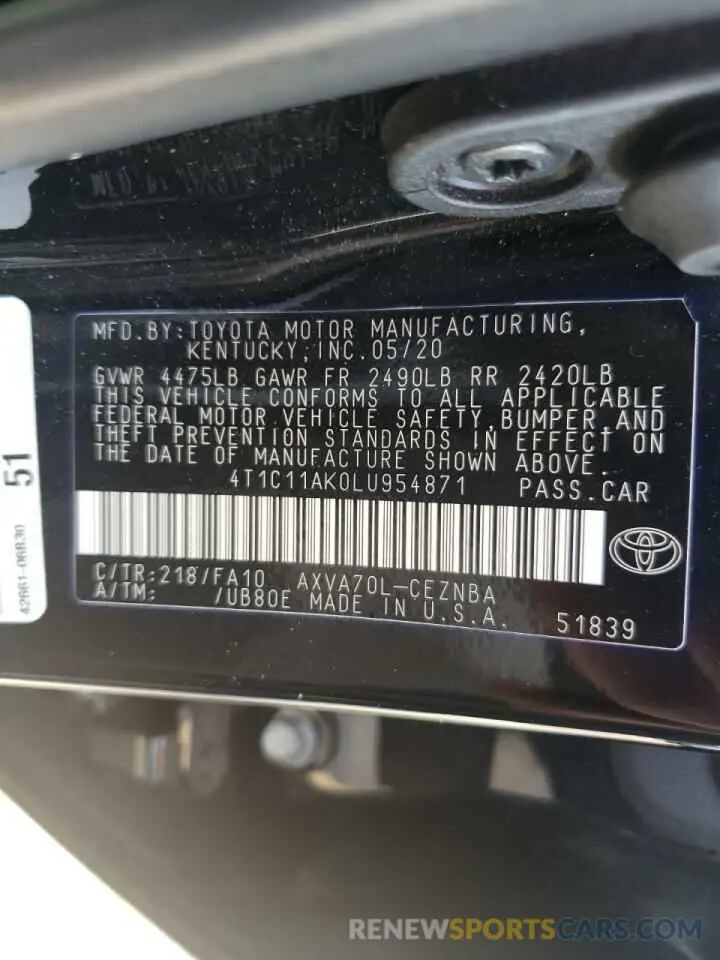 MFD.BY:TOYOTA MOTOR MANUFACTURING,
KENTUCKY,INC.05/20
GVWR 4475LB GAWR FR 2490LB RR 2420LB
THIS VEHICLE CONFORMS TO ALL APPLICABLE
FEDERAL MOTOR VEHICLE SAFETY,BUMPER,AND
THEFT PREVENTION STANDARDS IN EFFECT ON
THE DATE OF MANUFACTURE SHOWN ABOVE.
4T1C11AK0LU954871 PASS.CAR
C/TR:218/FA10 AXVA70L-CEZNBA
A/TM: /UB80E MADE IN U.S.A.
51839
51
42661-06B30
RENEWSPORTSCARS.COM